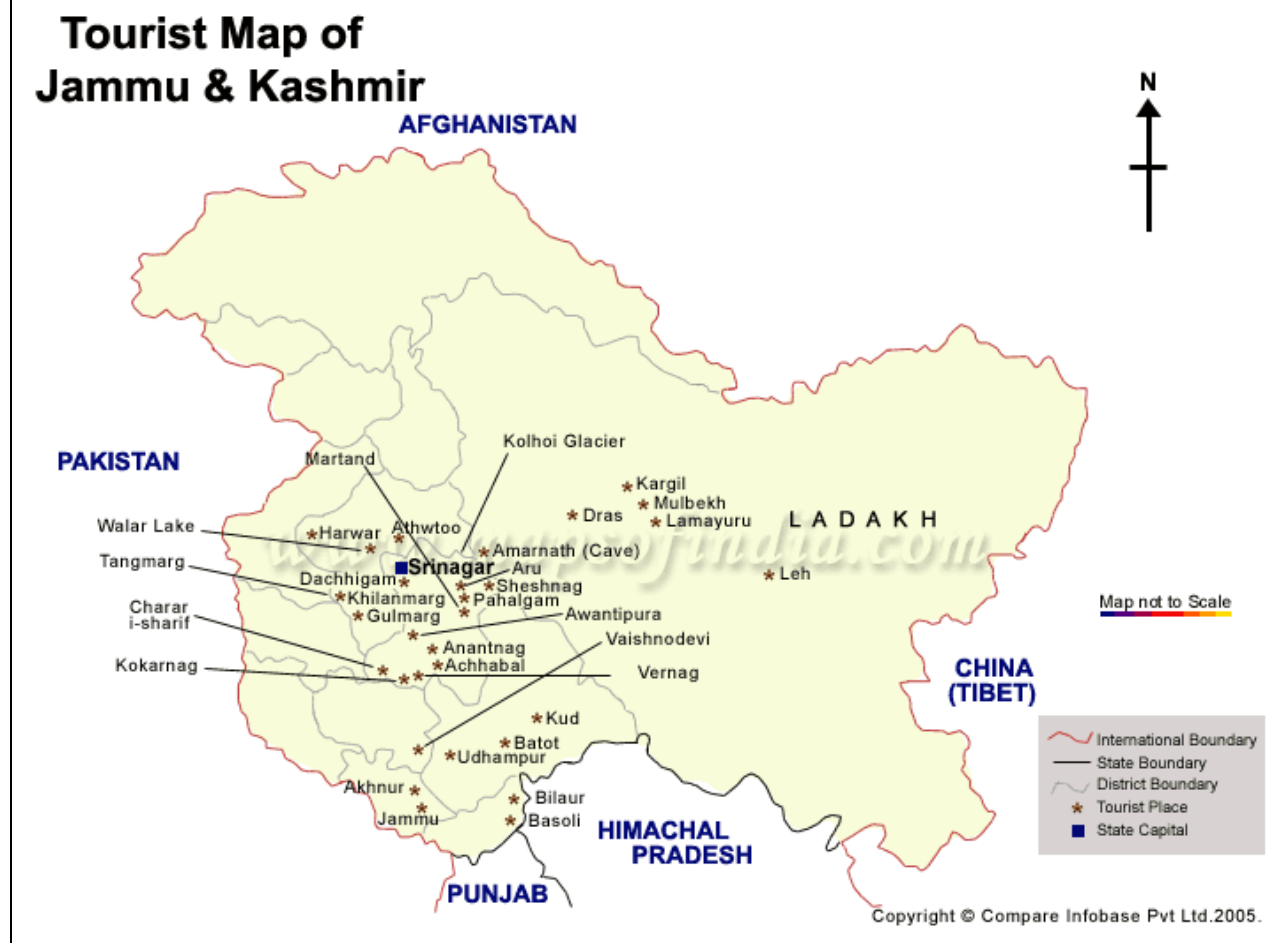 Tourist Map of
Jammu & Kashmir
N
AFGHANISTAN
PAKISTAN
Kolhoi Glacier
Martand
Kargil
Mulbekh
Dras
Lamayuru
LADAKH
Walar Lake
Harwar
Athwtoo
www.mapsofindia.com
Amarnath (Cave)
Tangmarg
Srinagar
Aru
Leh
Dachhigam
Sheshnag
Khilanmarg
Pahalgam
Map not to Scale
Charar
i-sharif
Gulmarg
Awantipura
Vaishnodevi
Anantnag
Kokarnag
Achhabal
Vernag
CHINA
(TIBET)
Kud
Batot
Udhampur
International Boundary
State Boundary
District Boundary
Tourist Place
State Capital
Akhnur
Bilaur
Jammu
Basoli
HIMACHAL
PRADESH
PUNJAB
Copyright © Compare Infobase Pvt Ltd.2005.